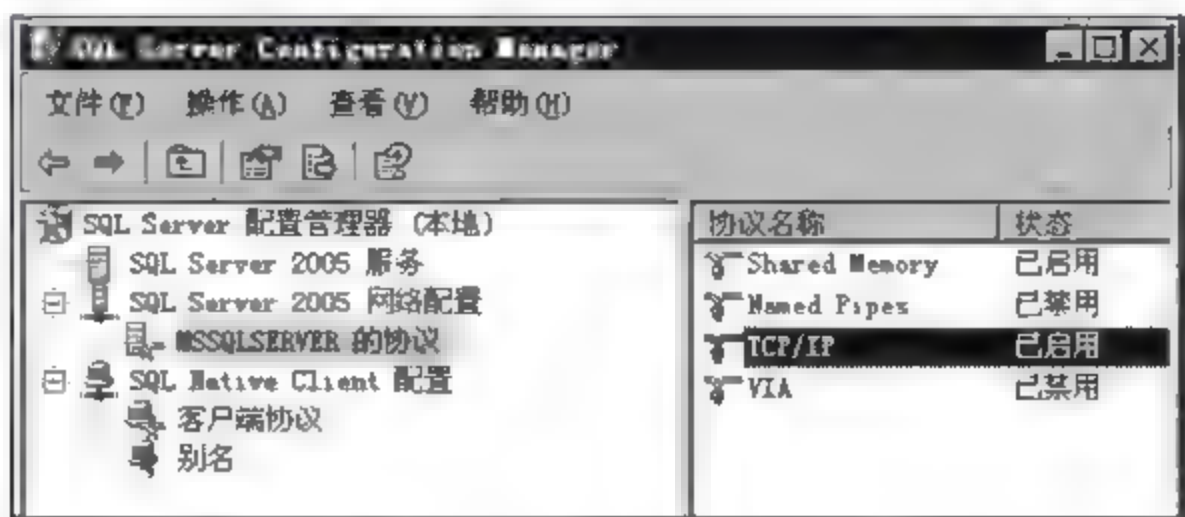 SQL Server Configuration Manager
文件(F) 操作(A) 查看(V) 帮助(H)
SQL Server 配置管理器 (本地)
SQL Server 2005 服务
SQL Server 2005 网络配置
MSSQLSERVER 的协议
SQL Native Client 配置
客户端协议
别名
协议名称 状态
Shared Memory 已启用
Named Pipes 已禁用
TCP/IP 已启用
VIA 已禁用